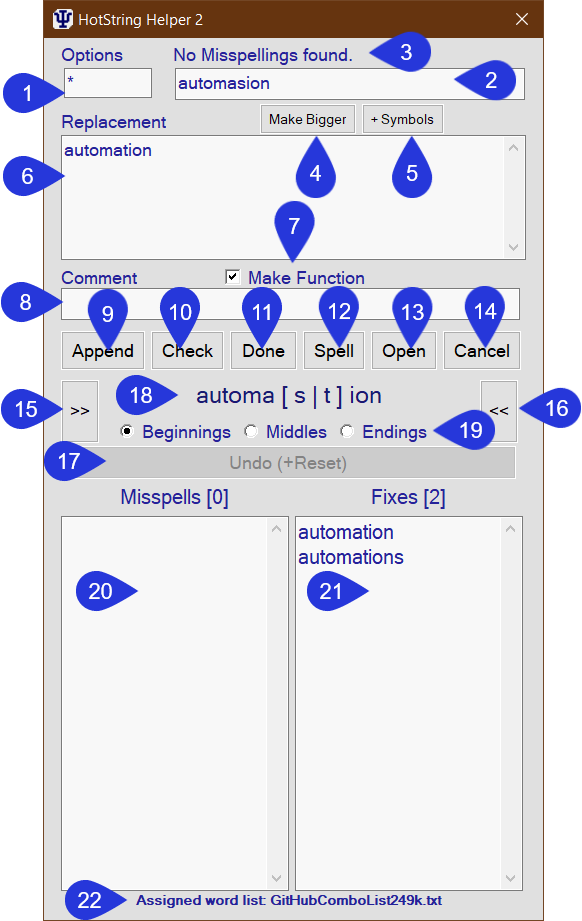 Ψ HotString Helper 2
Options No Misspellings found. 3
1 * automasion 2
Replacement Make Bigger + Symbols
6 automation 4 5
7
Comment Make Function
8 9 10 11 12 13 14
Append Check Done Spell Open Cancel
15 >> 18 automa [ s | t ] ion << 16
Beginnings Middles Endings 19
17 Undo (+Reset)
Misspells [0] Fixes [2]
automation
automations
20 21
22 Assigned word list: GitHubComboList249k.txt